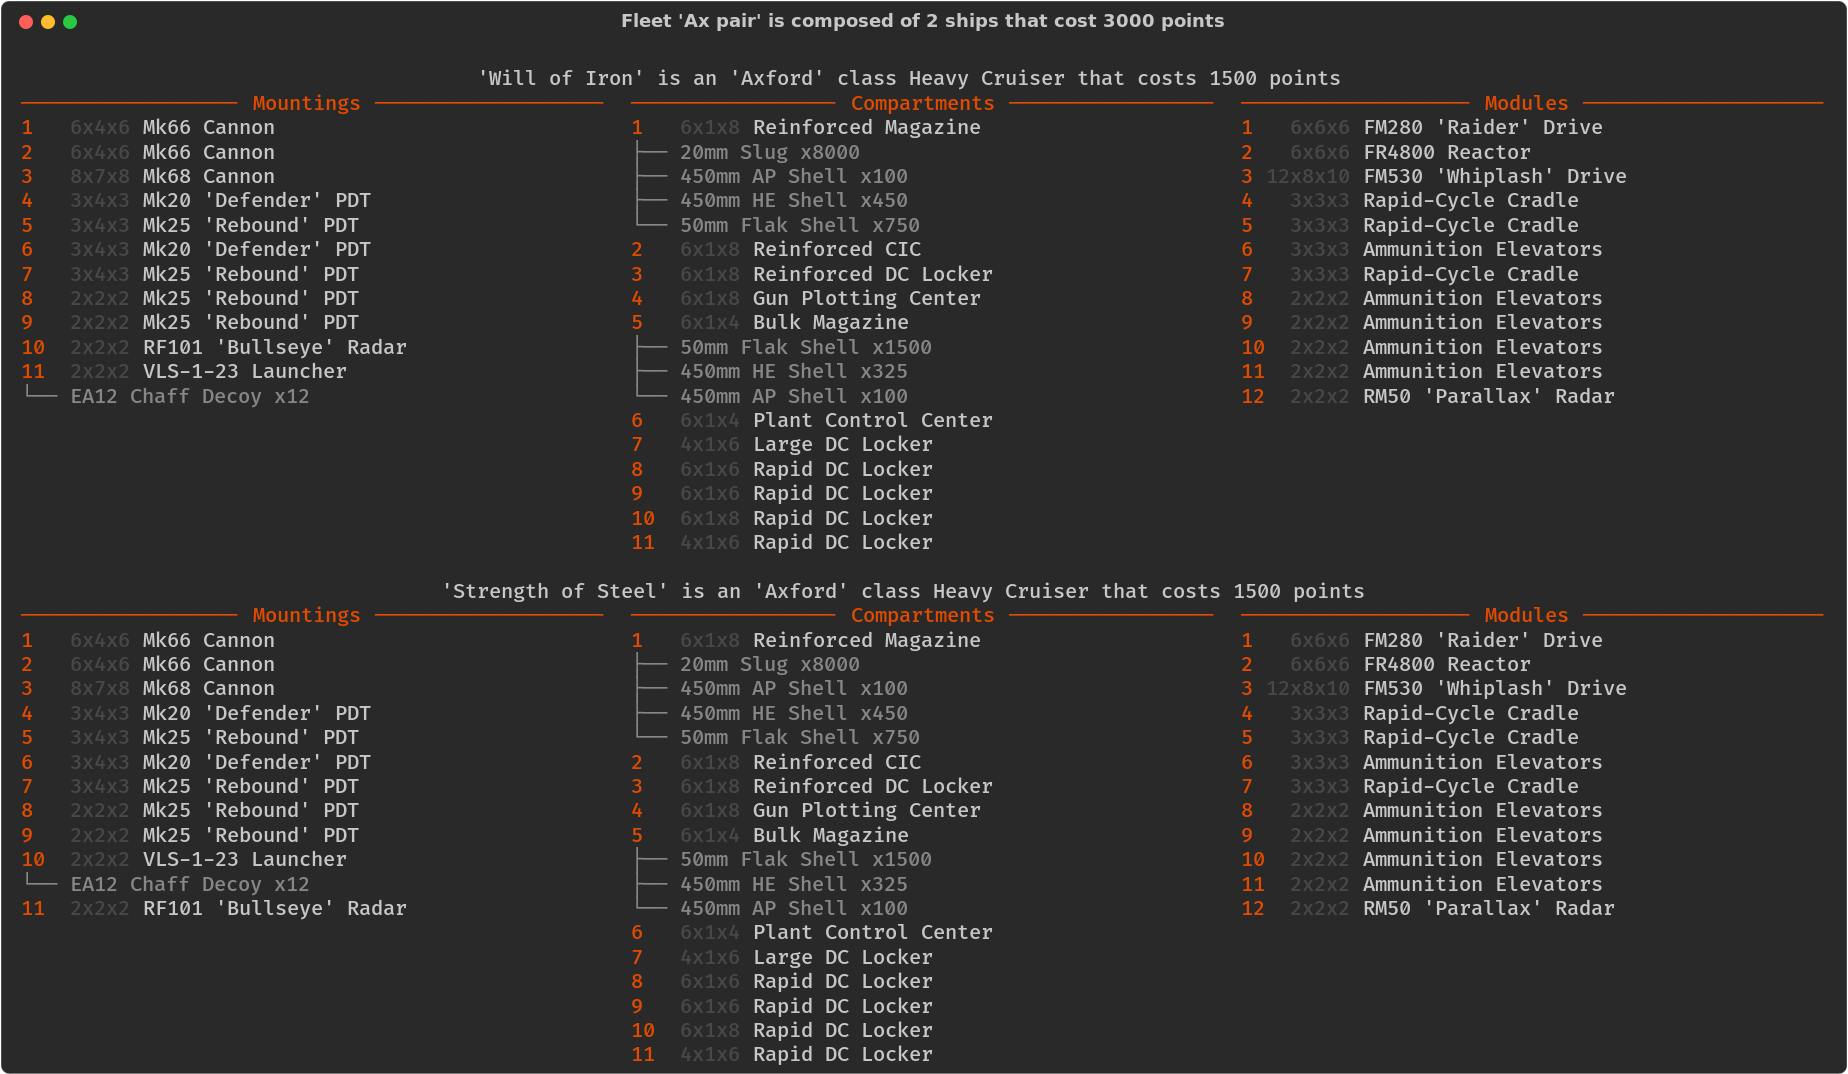 Fleet 'Ax pair' is composed of 2 ships that cost 3000 points
'Will of Iron' is an 'Axford' class Heavy Cruiser that costs 1500 points
Mountings
1 6x4x6 Mk66 Cannon
2 6x4x6 Mk66 Cannon
3 8x7x8 Mk68 Cannon
4 3x4x3 Mk20 'Defender' PDT
5 3x4x3 Mk25 'Rebound' PDT
6 3x4x3 Mk20 'Defender' PDT
7 3x4x3 Mk25 'Rebound' PDT
8 2x2x2 Mk25 'Rebound' PDT
9 2x2x2 Mk25 'Rebound' PDT
10 2x2x2 RF101 'Bullseye' Radar
11 2x2x2 VLS-1-23 Launcher
└── EA12 Chaff Decoy x12
Compartments
1 6x1x8 Reinforced Magazine
├── 20mm Slug x8000
├── 450mm AP Shell x100
├── 450mm HE Shell x450
└── 50mm Flak Shell x750
2 6x1x8 Reinforced CIC
3 6x1x8 Reinforced DC Locker
4 6x1x8 Gun Plotting Center
5 6x1x4 Bulk Magazine
├── 50mm Flak Shell x1500
├── 450mm HE Shell x325
└── 450mm AP Shell x100
6 6x1x4 Plant Control Center
7 4x1x6 Large DC Locker
8 6x1x6 Rapid DC Locker
9 6x1x6 Rapid DC Locker
10 6x1x8 Rapid DC Locker
11 4x1x6 Rapid DC Locker
Modules
1 6x6x6 FM280 'Raider' Drive
2 6x6x6 FR4800 Reactor
3 12x8x10 FM530 'Whiplash' Drive
4 3x3x3 Rapid-Cycle Cradle
5 3x3x3 Rapid-Cycle Cradle
6 3x3x3 Ammunition Elevators
7 3x3x3 Rapid-Cycle Cradle
8 2x2x2 Ammunition Elevators
9 2x2x2 Ammunition Elevators
10 2x2x2 Ammunition Elevators
11 2x2x2 Ammunition Elevators
12 2x2x2 RM50 'Parallax' Radar
'Strength of Steel' is an 'Axford' class Heavy Cruiser that costs 1500 points
Mountings
1 6x4x6 Mk66 Cannon
2 6x4x6 Mk66 Cannon
3 8x7x8 Mk68 Cannon
4 3x4x3 Mk20 'Defender' PDT
5 3x4x3 Mk25 'Rebound' PDT
6 3x4x3 Mk20 'Defender' PDT
7 3x4x3 Mk25 'Rebound' PDT
8 2x2x2 Mk25 'Rebound' PDT
9 2x2x2 Mk25 'Rebound' PDT
10 2x2x2 VLS-1-23 Launcher
└── EA12 Chaff Decoy x12
11 2x2x2 RF101 'Bullseye' Radar
Compartments
1 6x1x8 Reinforced Magazine
├── 20mm Slug x8000
├── 450mm AP Shell x100
├── 450mm HE Shell x450
└── 50mm Flak Shell x750
2 6x1x8 Reinforced CIC
3 6x1x8 Reinforced DC Locker
4 6x1x8 Gun Plotting Center
5 6x1x4 Bulk Magazine
├── 50mm Flak Shell x1500
├── 450mm HE Shell x325
└── 450mm AP Shell x100
6 6x1x4 Plant Control Center
7 4x1x6 Large DC Locker
8 6x1x6 Rapid DC Locker
9 6x1x6 Rapid DC Locker
10 6x1x8 Rapid DC Locker
11 4x1x6 Rapid DC Locker
Modules
1 6x6x6 FM280 'Raider' Drive
2 6x6x6 FR4800 Reactor
3 12x8x10 FM530 'Whiplash' Drive
4 3x3x3 Rapid-Cycle Cradle
5 3x3x3 Rapid-Cycle Cradle
6 3x3x3 Ammunition Elevators
7 3x3x3 Rapid-Cycle Cradle
8 2x2x2 Ammunition Elevators
9 2x2x2 Ammunition Elevators
10 2x2x2 Ammunition Elevators
11 2x2x2 Ammunition Elevators
12 2x2x2 RM50 'Parallax' Radar